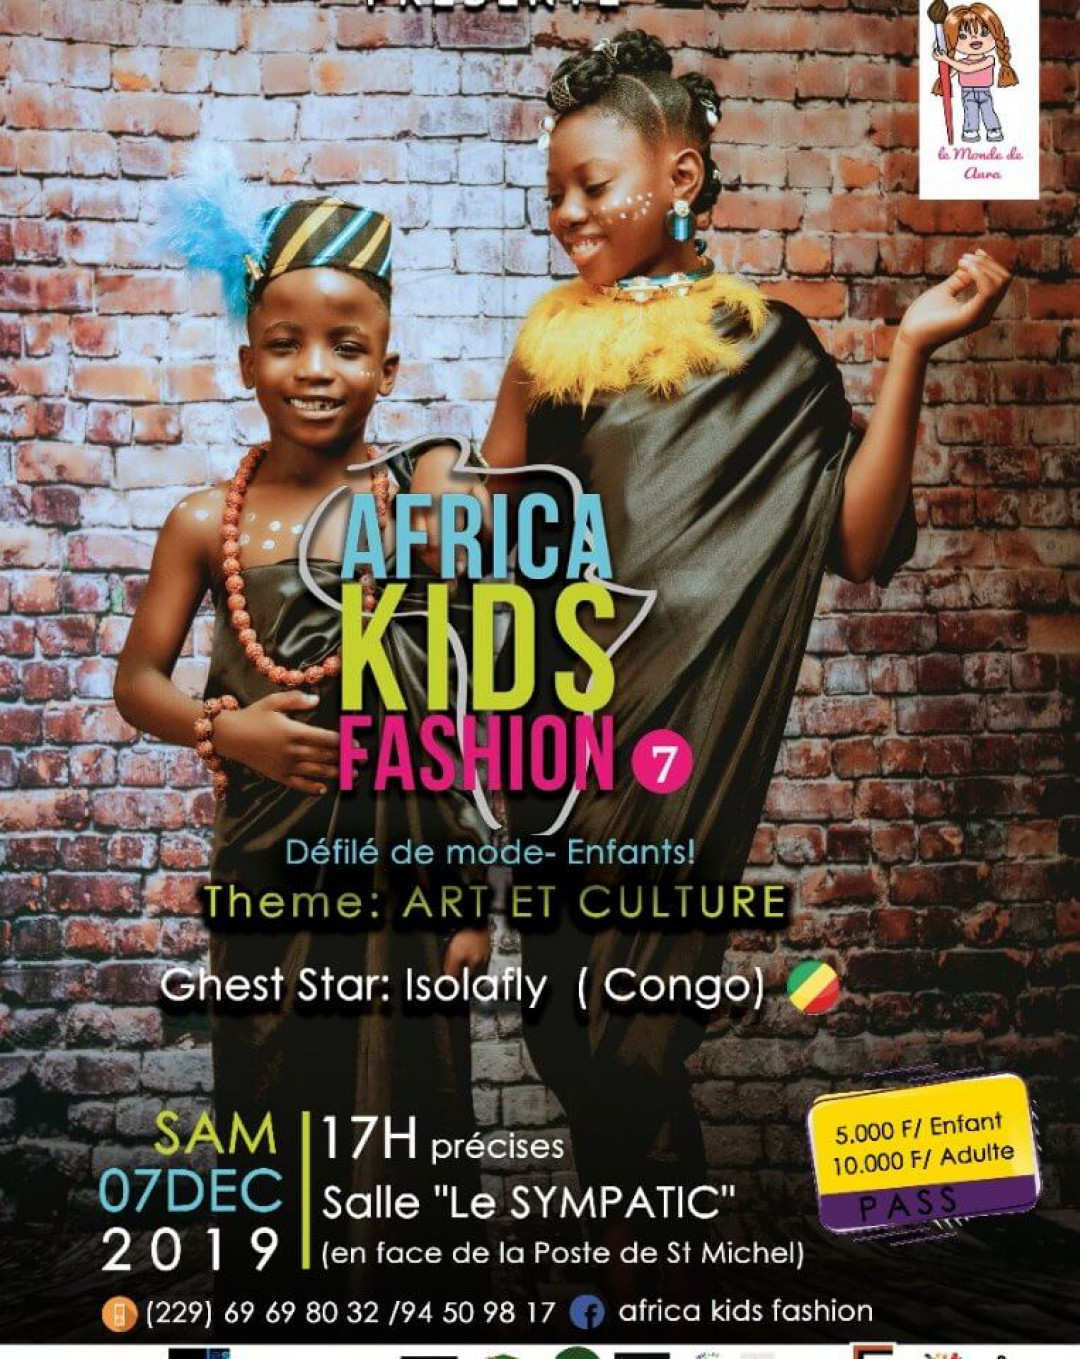 PRÉSENTE
le Monde de
Aura
AFRICA
KIDS
FASHION 7
Défilé de mode- Enfants!
Theme: ART ET CULTURE
Ghest Star: Isolafly ( Congo)
SAM
07DEC
2019
17H précises
Salle "Le SYMPATIC"
(en face de la Poste de St Michel)
5.000 F/ Enfant
10.000 F/ Adulte
PASS
(229) 69 69 80 32 /94 50 98 17 africa kids fashion